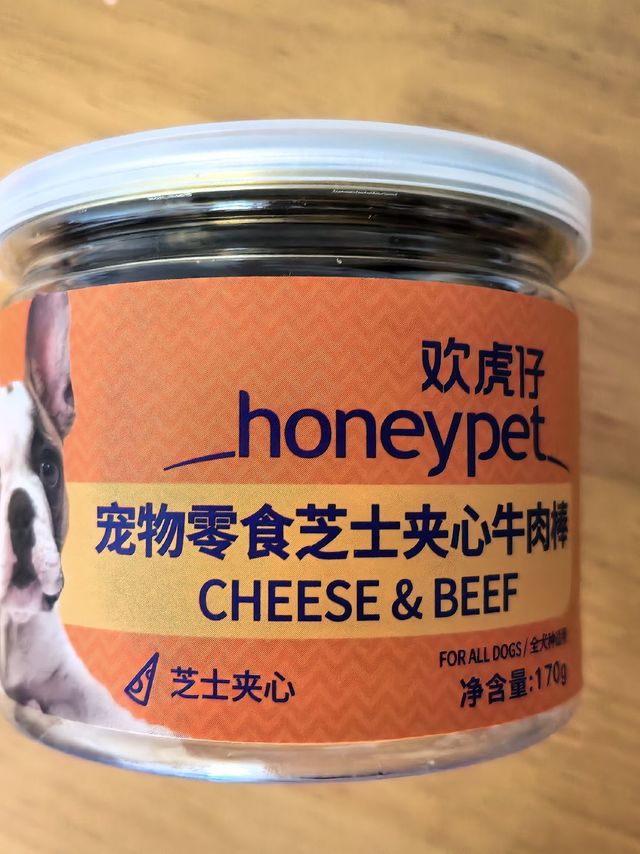 欢虎仔
honeypet
宠物零食芝士夹心牛肉棒
CHEESE & BEEF
FOR ALL DOGS / 全犬种适用
芝士夹心
净含量:170g